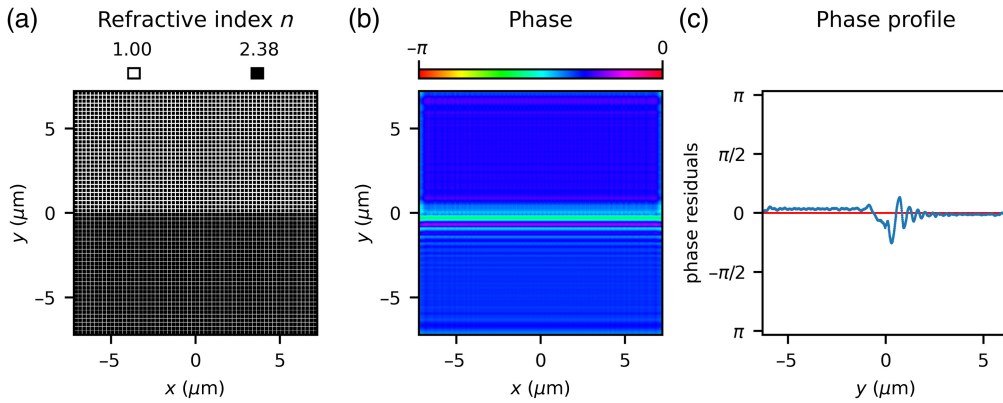 (a) Refractive index n
1.00 2.38
5
0
–5
y (μm)
–5 0 5
x (μm)
(b) Phase
–π 0
5
0
–5
y (μm)
–5 0 5
x (μm)
(c) Phase profile
π
π/2
0
–π/2
π
phase residuals
–5 0 5
y (μm)